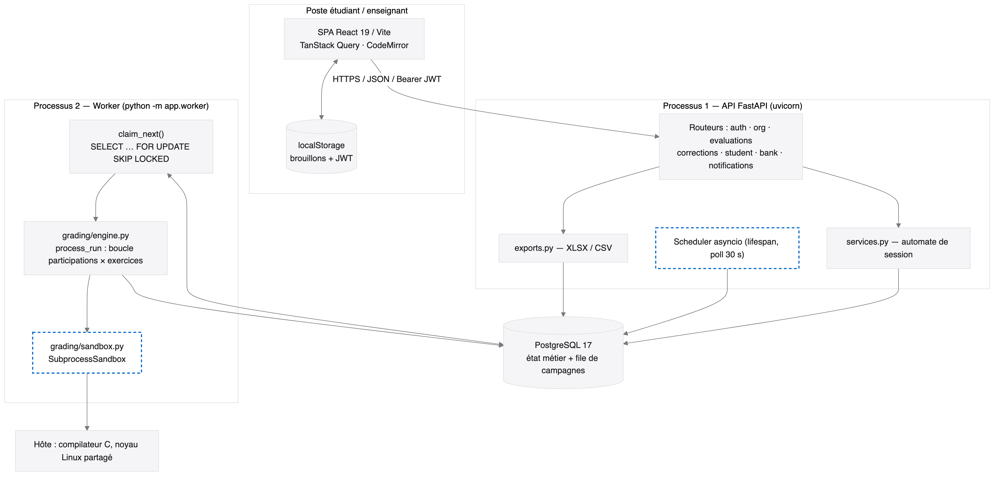 Poste étudiant / enseignant
SPA React 19 / Vite
TanStack Query · CodeMirror
HTTPS / JSON / Bearer JWT
localStorage
brouillons + JWT
Processus 2 — Worker (python -m app.worker)
claim_next()
SELECT … FOR UPDATE
SKIP LOCKED
grading/engine.py
process_run : boucle
participations × exercices
grading/sandbox.py
SubprocessSandbox
Hôte : compilateur C, noyau
Linux partagé
Processus 1 — API FastAPI (uvicorn)
Routeurs : auth · org ·
evaluations
corrections · student · bank ·
notifications
exports.py — XLSX / CSV
Scheduler asyncio (lifespan,
poll 30 s)
services.py — automate de
session
PostgreSQL 17
état métier + file de
campagnes